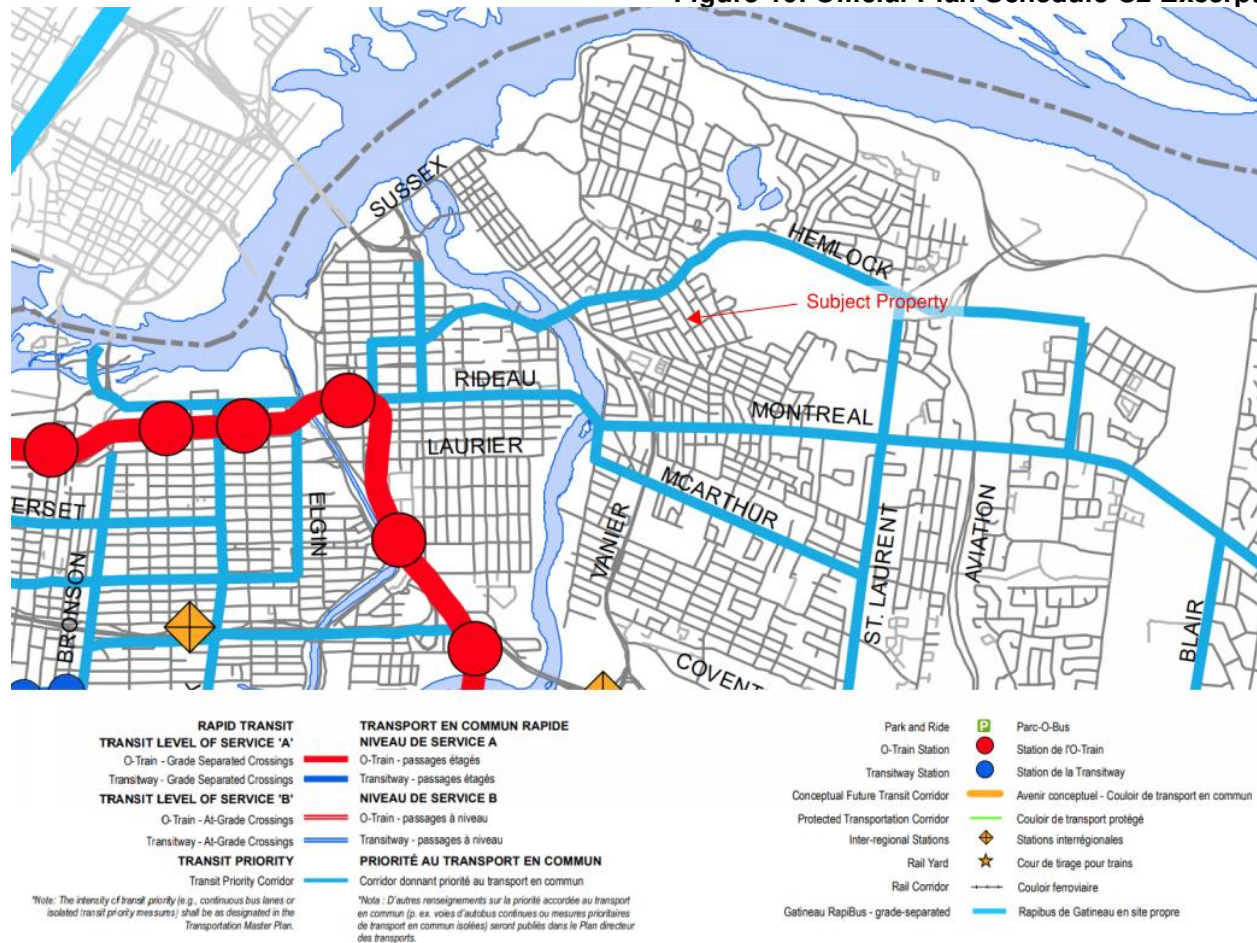 Figure 10: Official Plan Schedule C2 Excerp
SUSSEX
HEMLOCK
Subject Property
RIDEAU
MONTREAL
LAURIER
MCARTHUR
ERSET
ELGIN
VANIER
ST. LAURENT
AVIATION
BRONSON
BLAIR
COVENT
RAPID TRANSIT
TRANSIT LEVEL OF SERVICE 'A'
O-Train - Grade Separated Crossings
Transitway - Grade Separated Crossings
TRANSIT LEVEL OF SERVICE 'B'
O-Train - At-Grade Crossings
Transitway - At-Grade Crossings
TRANSIT PRIORITY
Transit Priority Corridor
*Note: The intensity of transit priority (e.g., continuous bus lanes or
isolated transit priority measures) shall be as designated in the
Transportation Master Plan.
TRANSPORT EN COMMUN RAPIDE
NIVEAU DE SERVICE A
O-Train - passages étagés
Transitway - passages étagés
NIVEAU DE SERVICE B
O-Train - passages à niveau
Transitway - passages à niveau
PRIORITÉ AU TRANSPORT EN COMMUN
Corridor donnant priorité au transport en commun
*Nota : D'autres renseignements sur la priorité accordée au transport
en commun (p. ex. voies d'autobus continues ou mesures prioritaires
de transport en commun isolées) seront publiés dans le Plan directeur
des transports.
Park and Ride P Parc-O-Bus
O-Train Station Station de l'O-Train
Transitway Station Station de la Transitway
Conceptual Future Transit Corridor Avenir conceptuel - Couloir de transport en commun
Protected Transportation Corridor Couloir de transport protégé
Inter-regional Stations Stations interrégionales
Rail Yard Cour de tirage pour trains
Rail Corridor Couloir ferroviaire
Gatineau RapiBus - grade-separated Rapibus de Gatineau en site propre